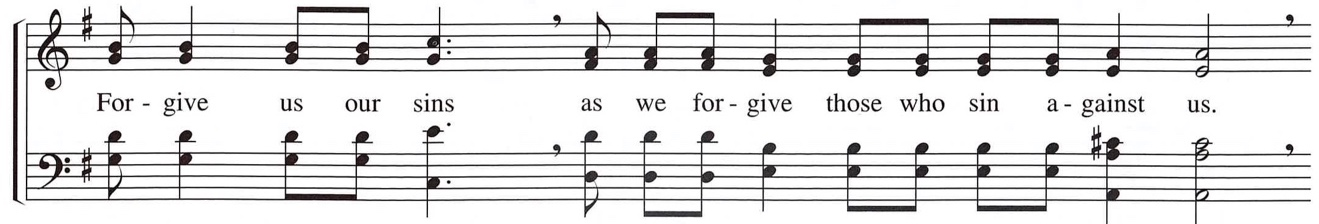 For - give us our sins as we for - give those who sin a - gainst us.